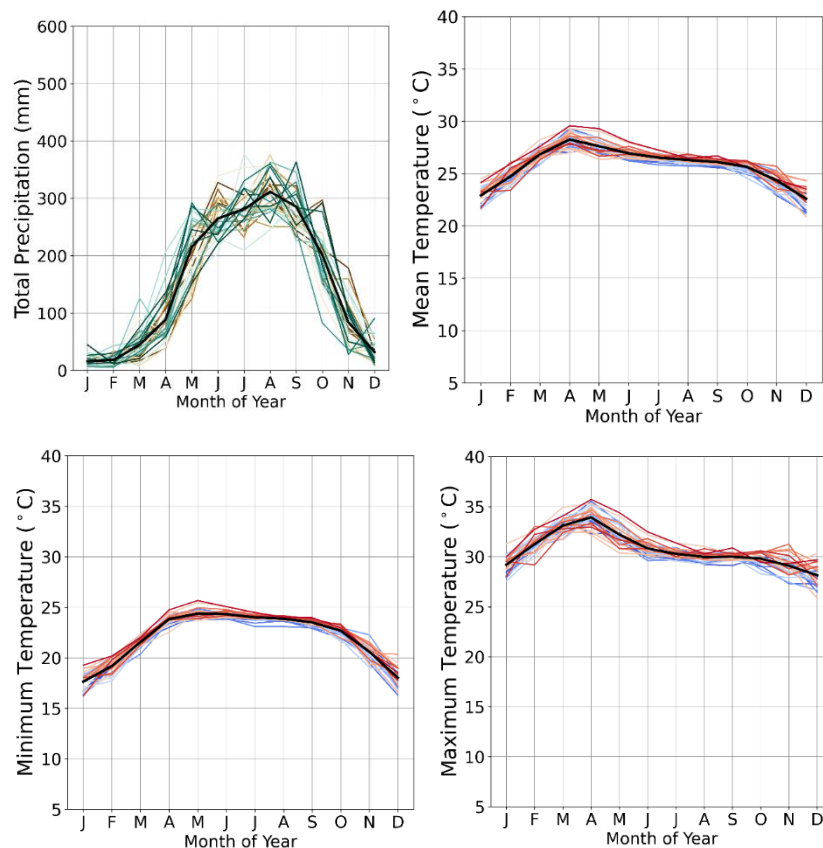 Total Precipitation (mm)
600
500
400
300
200
100
0
J F M A M J J A S O N D
Month of Year
Mean Temperature (°C)
40
35
30
25
20
15
10
5
J F M A M J J A S O N D
Month of Year
Minimum Temperature (°C)
40
35
30
25
20
15
10
5
J F M A M J J A S O N D
Month of Year
Maximum Temperature (°C)
40
35
30
25
20
15
10
5
J F M A M J J A S O N D
Month of Year